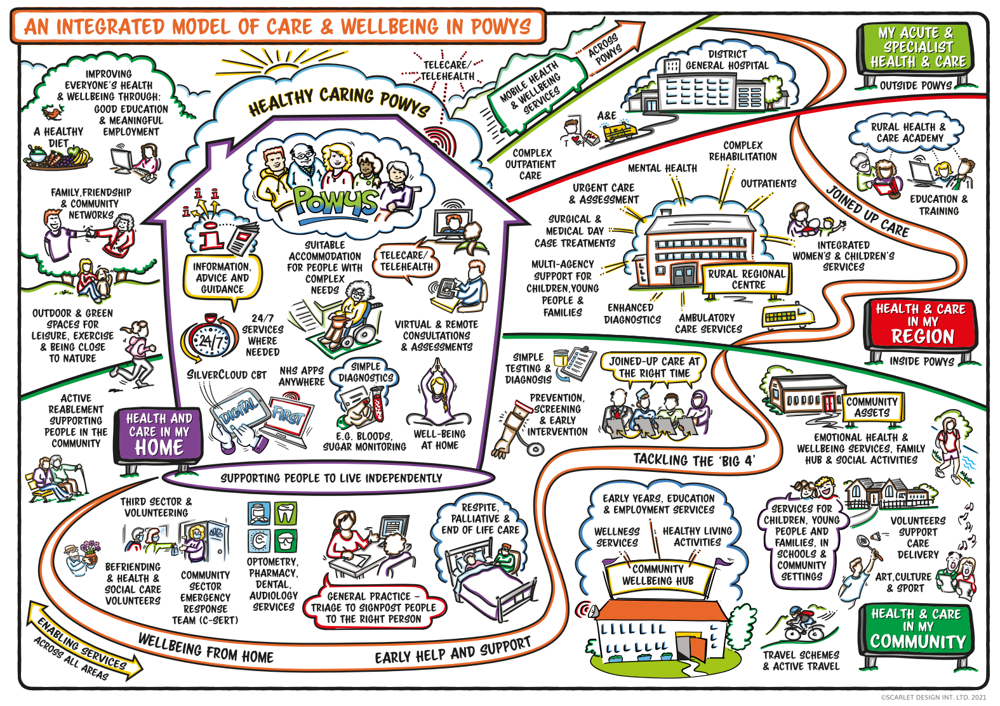 AN INTEGRATED MODEL OF CARE & WELLBEING IN POWYS
IMPROVING
EVERYONE'S HEALTH
& WELLBEING THROUGH:
GOOD EDUCATION
& MEANINGFUL
EMPLOYMENT
A HEALTHY
DIET
FAMILY, FRIENDSHIP
& COMMUNITY
NETWORKS
OUTDOOR & GREEN
SPACES FOR
LEISURE, EXERCISE
& BEING CLOSE
TO NATURE
ACTIVE
REABLEMENT
SUPPORTING
PEOPLE IN THE
COMMUNITY
HEALTH AND
CARE IN MY
HOME
HEALTHY CARING POWYS
TELECARE/
TELEHEALTH
POWYS
i i i
i
INFORMATION,
ADVICE AND
GUIDANCE
SUITABLE
ACCOMMODATION
FOR PEOPLE WITH
COMPLEX
NEEDS
TELECARE/
TELEHEALTH
24/7
24/7
SERVICES
WHERE
NEEDED
VIRTUAL & REMOTE
CONSULTATIONS
& ASSESSMENTS
SILVERCLOUD CBT
DIGITAL
FIRST
NHS APPS
ANYWHERE
SIMPLE
DIAGNOSTICS
E.G. BLOODS,
SUGAR MONITORING
WELL-BEING
AT HOME
SUPPORTING PEOPLE TO LIVE INDEPENDENTLY
MOBILE HEALTH
& WELLBEING
SERVICES
ACROSS
POWYS
DISTRICT
GENERAL HOSPITAL
H
A&E
COMPLEX
OUTPATIENT
CARE
MY ACUTE &
SPECIALIST
HEALTH & CARE
OUTSIDE POWYS
RURAL HEALTH &
CARE ACADEMY
EDUCATION &
TRAINING
MENTAL HEALTH
COMPLEX
REHABILITATION
OUTPATIENTS
URGENT CARE
& ASSESSMENT
SURGICAL &
MEDICAL DAY
CASE TREATMENTS
MULTI-AGENCY
SUPPORT FOR
CHILDREN, YOUNG
PEOPLE &
FAMILIES
ENHANCED
DIAGNOSTICS
AMBULATORY
CARE SERVICES
RURAL REGIONAL
CENTRE
INTEGRATED
WOMEN'S & CHILDREN'S
SERVICES
JOINED UP CARE
HEALTH & CARE
IN MY
REGION
INSIDE POWYS
SIMPLE
TESTING &
DIAGNOSIS
JOINED-UP CARE AT
THE RIGHT TIME
PREVENTION,
SCREENING
& EARLY
INTERVENTION
TACKLING THE 'BIG 4'
COMMUNITY
ASSETS
EMOTIONAL HEALTH &
WELLBEING SERVICES, FAMILY
HUB & SOCIAL ACTIVITIES
THIRD SECTOR &
VOLUNTEERING
BEFRIENDING
& HEALTH &
SOCIAL CARE
VOLUNTEERS
COMMUNITY
SECTOR
EMERGENCY
RESPONSE
TEAM (C-SERT)
OPTOMETRY,
PHARMACY,
DENTAL,
AUDIOLOGY
SERVICES
GENERAL PRACTICE –
TRIAGE TO SIGNPOST PEOPLE
TO THE RIGHT PERSON
RESPITE,
PALLIATIVE &
END OF LIFE CARE
EARLY YEARS, EDUCATION
& EMPLOYMENT SERVICES
WELLNESS
SERVICES
HEALTHY LIVING
ACTIVITIES
COMMUNITY
WELLBEING HUB
SERVICES FOR
CHILDREN, YOUNG
PEOPLE AND
FAMILIES, IN
SCHOOLS &
COMMUNITY
SETTINGS
VOLUNTEERS
SUPPORT
CARE
DELIVERY
ART, CULTURE
& SPORT
TRAVEL SCHEMES
& ACTIVE TRAVEL
HEALTH & CARE
IN MY
COMMUNITY
ENABLING SERVICES
ACROSS ALL AREAS
WELLBEING FROM HOME
EARLY HELP AND SUPPORT
©SCARLET DESIGN INT. LTD. 2021